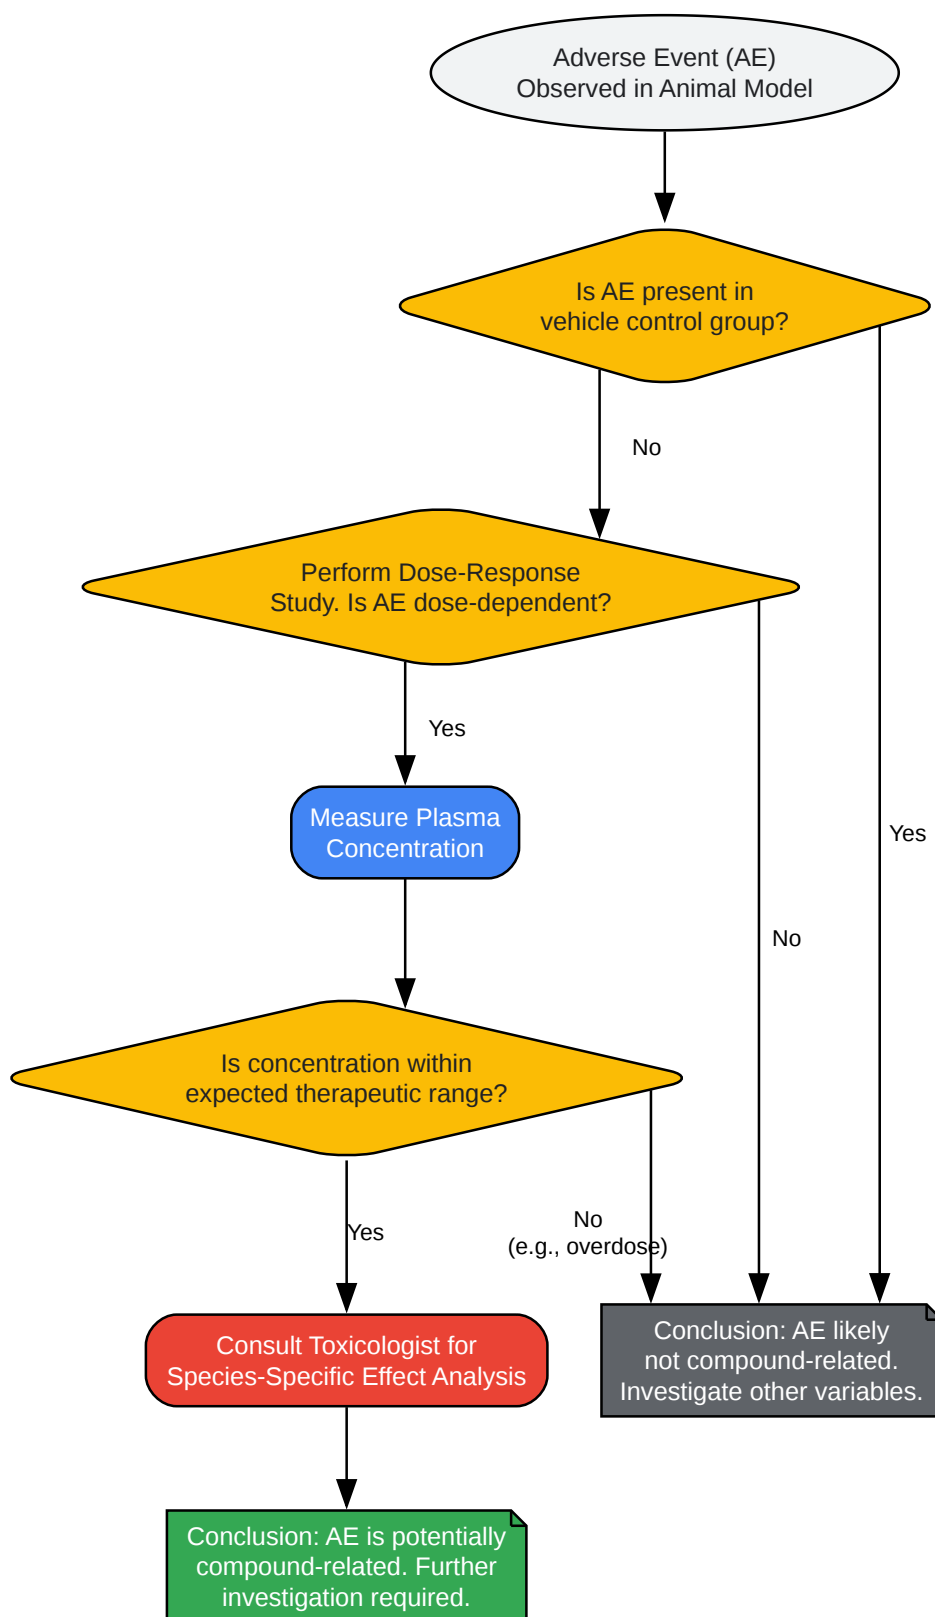 Adverse Event (AE)
Observed in Animal Model
Is AE present in
vehicle control group?
No
Perform Dose-Response
Study. Is AE dose-dependent?
Yes
Measure Plasma
Concentration
Yes
No
Is concentration within
expected therapeutic range?
Yes
No
(e.g., overdose)
Consult Toxicologist for
Species-Specific Effect Analysis
Conclusion: AE likely
not compound-related.
Investigate other variables.
Conclusion: AE is potentially
compound-related. Further
investigation required.